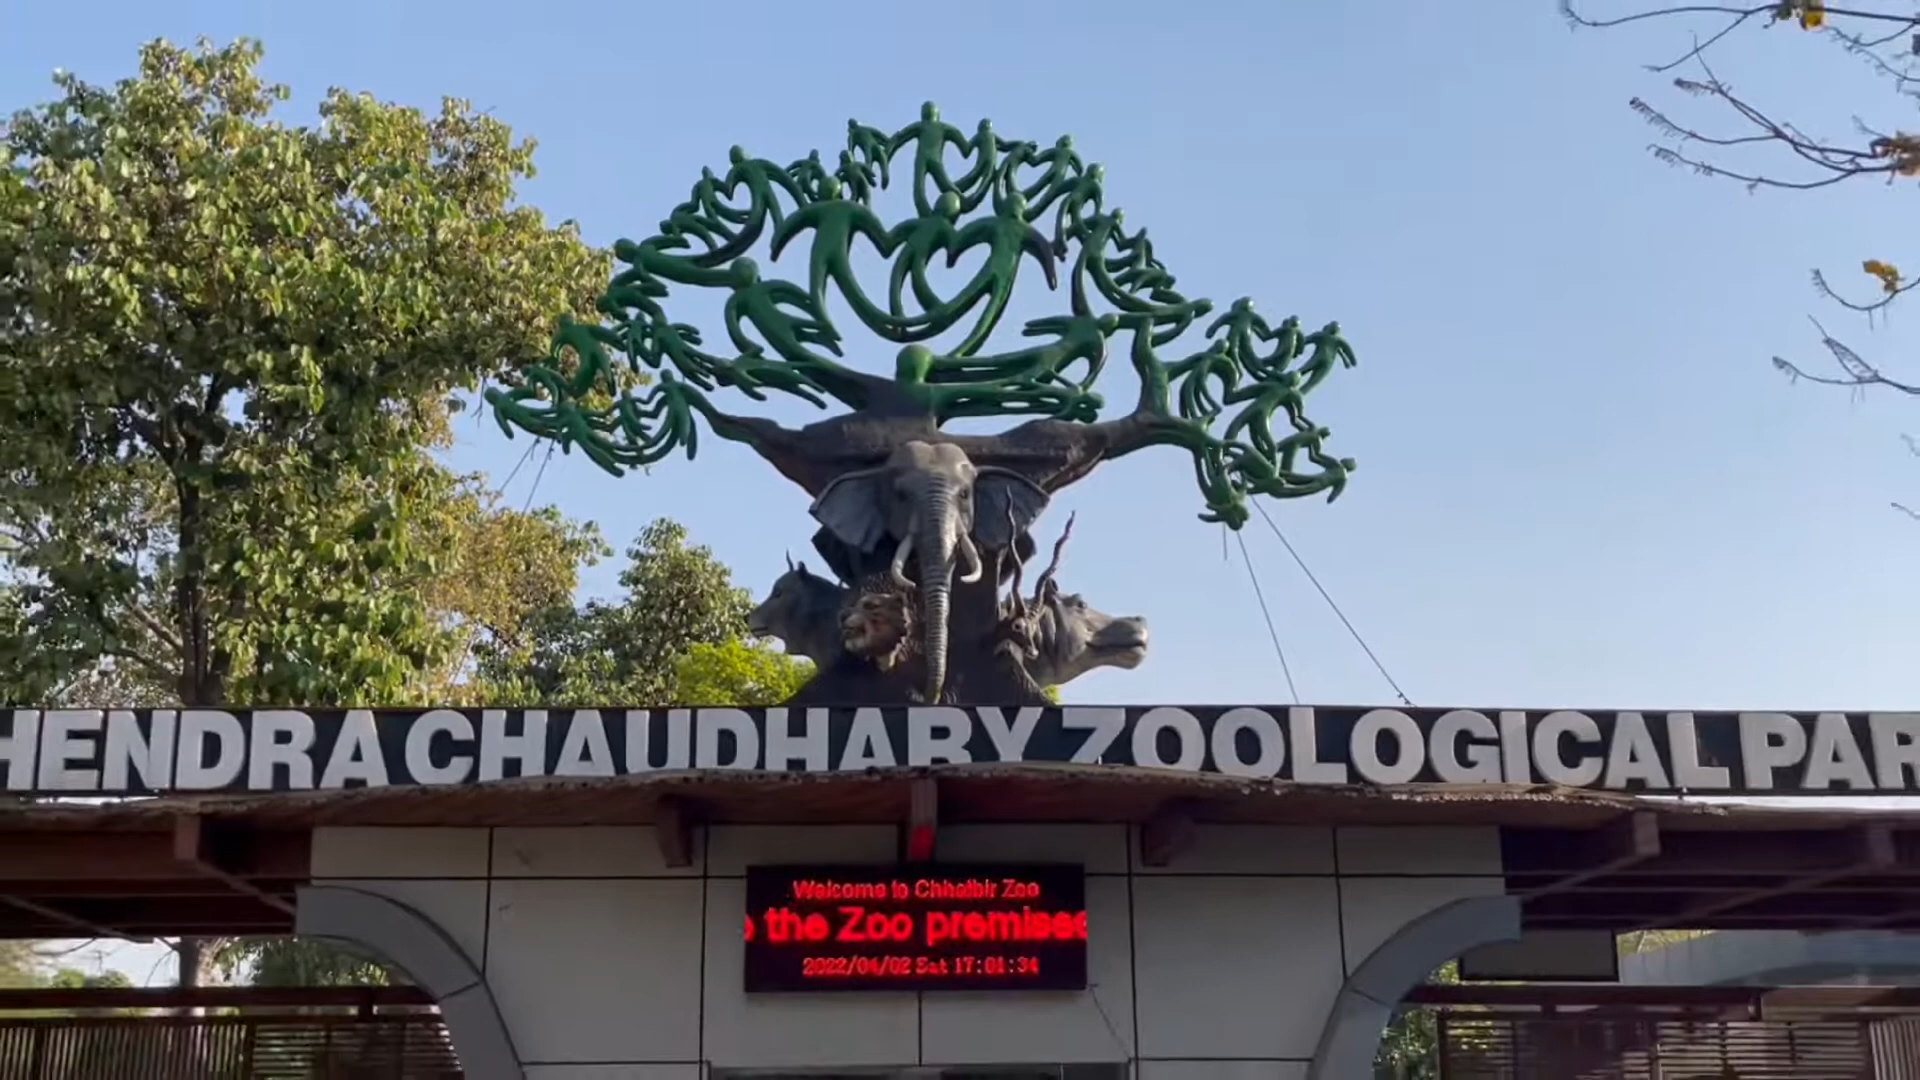 HENDRA CHAUDHARY ZOOLOGICAL PAR
Welcome to Chhatbir Zoo
the Zoo premises
2022/04/02 Sat 17:01:34